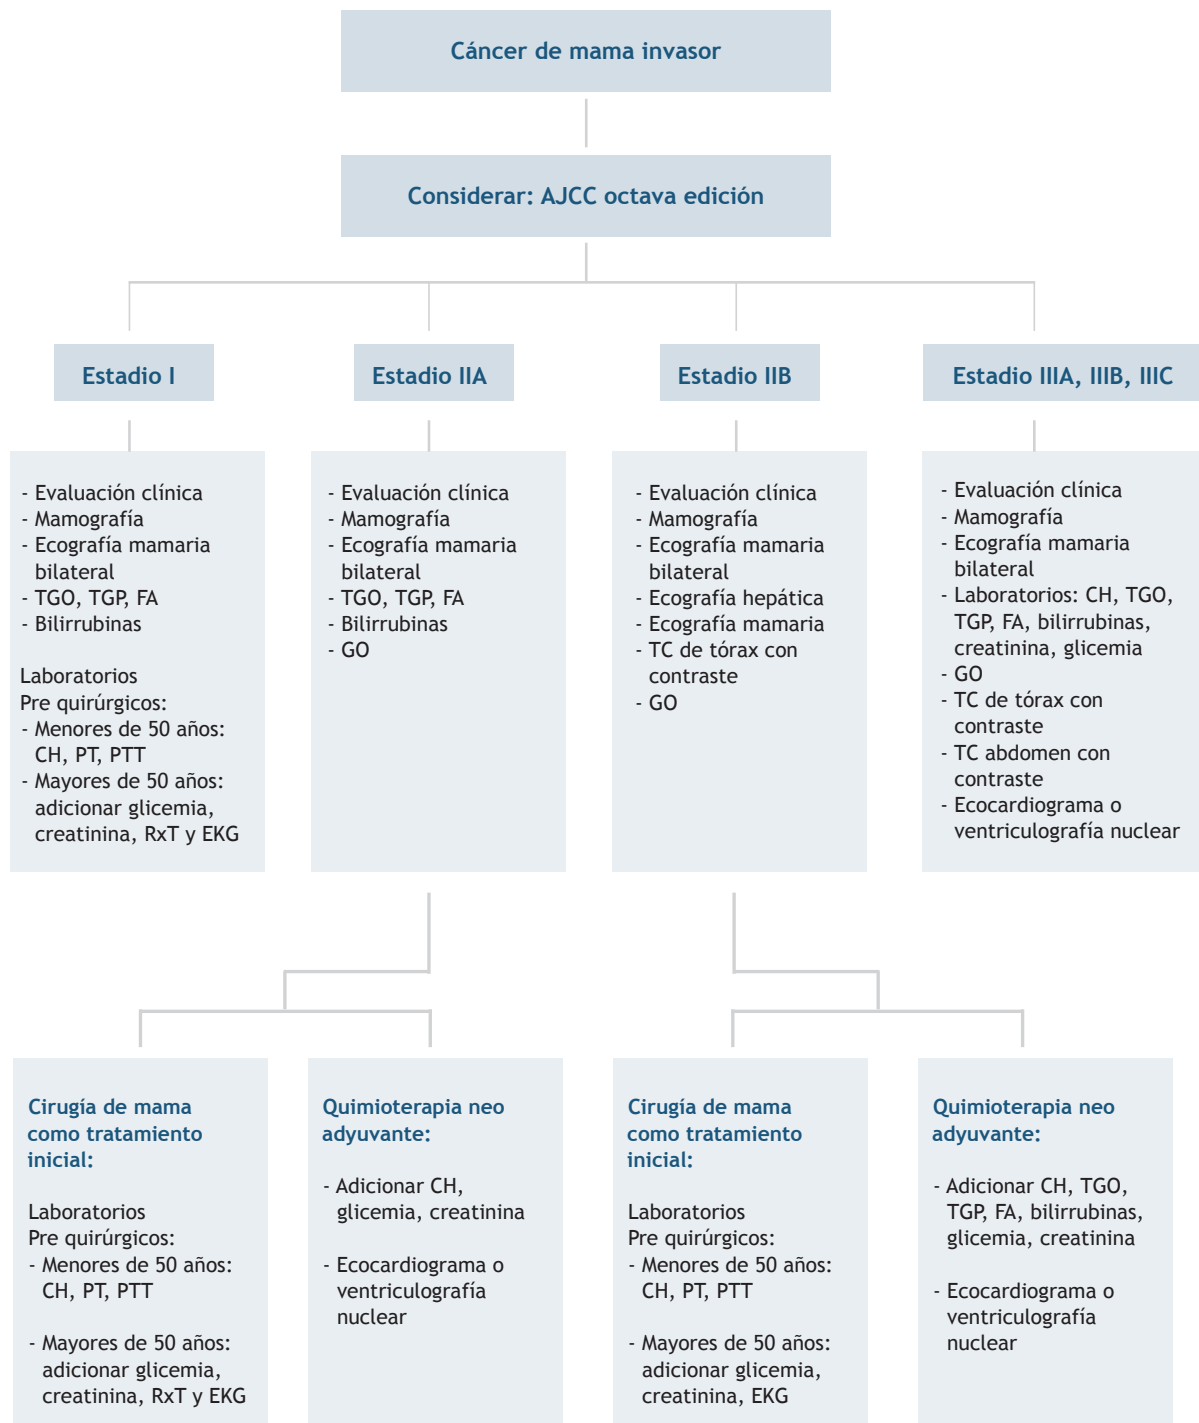 Cáncer de mama invasor
Considerar: AJCC octava edición
Estadio I
- Evaluación clínica
- Mamografía
- Ecografía mamaria
bilateral
- TGO, TGP, FA
- Bilirrubinas
Laboratorios
Pre quirúrgicos:
- Menores de 50 años:
CH, PT, PTT
- Mayores de 50 años:
adicionar glicemia,
creatinina, RxT y EKG
Estadio IIA
- Evaluación clínica
- Mamografía
- Ecografía mamaria
bilateral
- TGO, TGP, FA
- Bilirrubinas
- GO
Estadio IIB
- Evaluación clínica
- Mamografía
- Ecografía mamaria
bilateral
- Ecografía hepática
- Ecografía mamaria
- TC de tórax con
contraste
- GO
Estadio IIIA, IIIB, IIIC
- Evaluación clínica
- Mamografía
- Ecografía mamaria
bilateral
- Laboratorios: CH, TGO,
TGP, FA, bilirrubinas,
creatinina, glicemia
- GO
- TC de tórax con
contraste
- TC abdomen con
contraste
- Ecocardiograma o
ventriculografía nuclear
Cirugía de mama
como tratamiento
inicial:
Laboratorios
Pre quirúrgicos:
- Menores de 50 años:
CH, PT, PTT
- Mayores de 50 años:
adicionar glicemia,
creatinina, RxT y EKG
Quimioterapia neo
adyuvante:
- Adicionar CH,
glicemia, creatinina
- Ecocardiograma o
ventriculografía
nuclear
Cirugía de mama
como tratamiento
inicial:
Laboratorios
Pre quirúrgicos:
- Menores de 50 años:
CH, PT, PTT
- Mayores de 50 años:
adicionar glicemia,
creatinina, EKG
Quimioterapia neo
adyuvante:
- Adicionar CH, TGO,
TGP, FA, bilirrubinas,
glicemia, creatinina
- Ecocardiograma o
ventriculografía
nuclear